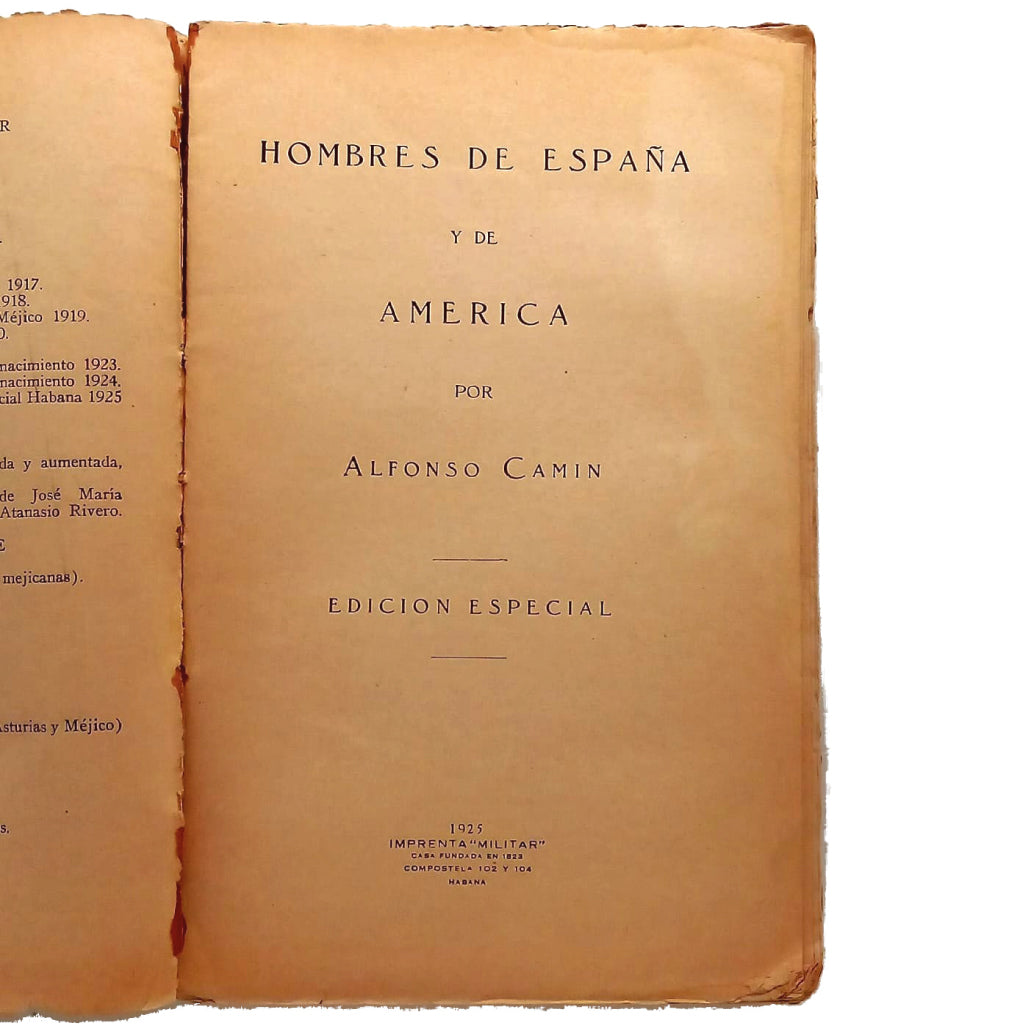 R
1917.
1918.
Méjico 1919.
0.
nacimiento 1923.
nacimiento 1924.
cial Habana 1925
da y aumentada,
de José María
Atanasio Rivero.
E
mejicanas).
Asturias y Méjico)
s.
HOMBRES DE ESPAÑA
Y DE
AMERICA
POR
ALFONSO CAMIN
EDICION ESPECIAL
1925
IMPRENTA "MILITAR"
CASA FUNDADA EN 1823
COMPOSTELA 102 Y 104
HABANA